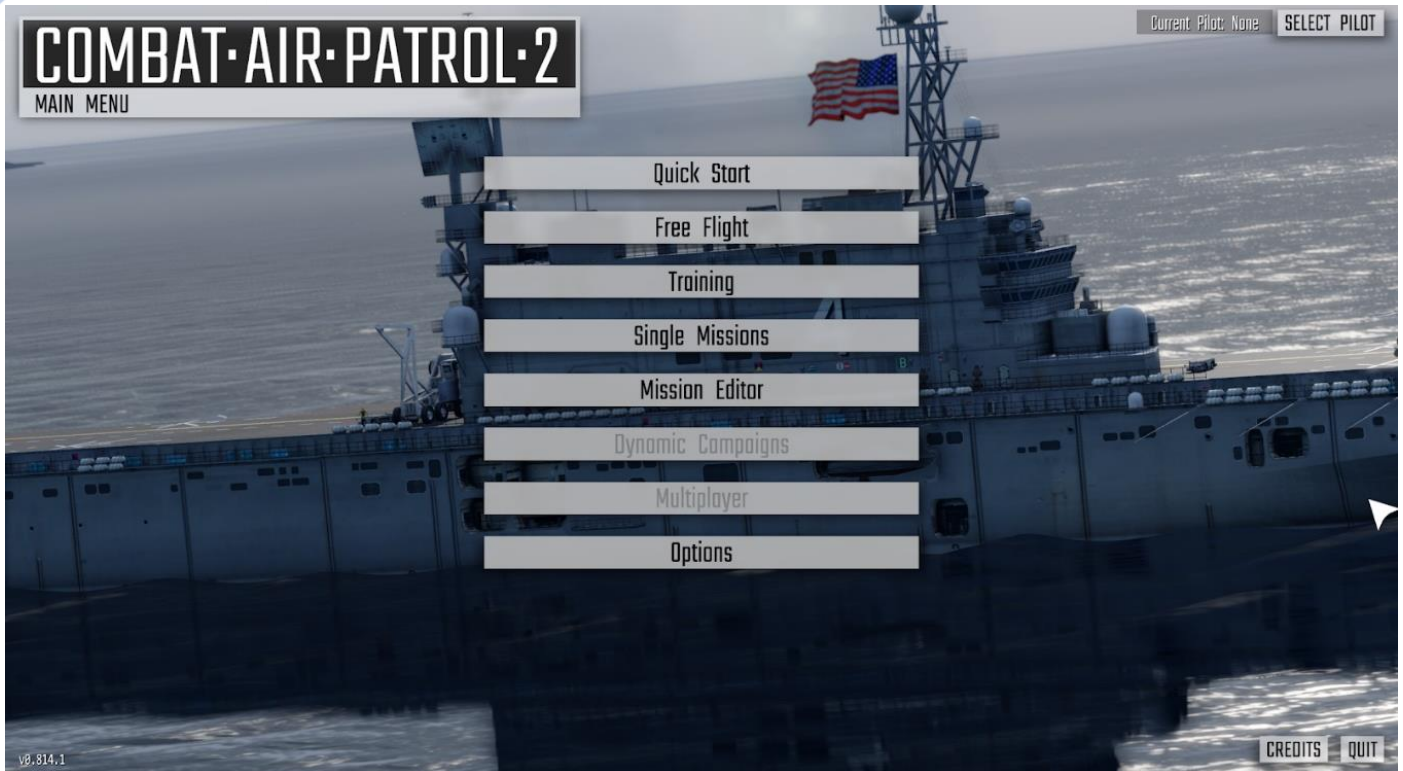 COMBAT·AIR·PATROL·2
MAIN MENU
Current Pilot: None
SELECT PILOT
Quick Start
Free Flight
Training
Single Missions
Mission Editor
Dynamic Campaigns
Multiplayer
Options
v0.814.1
CREDITS
QUIT